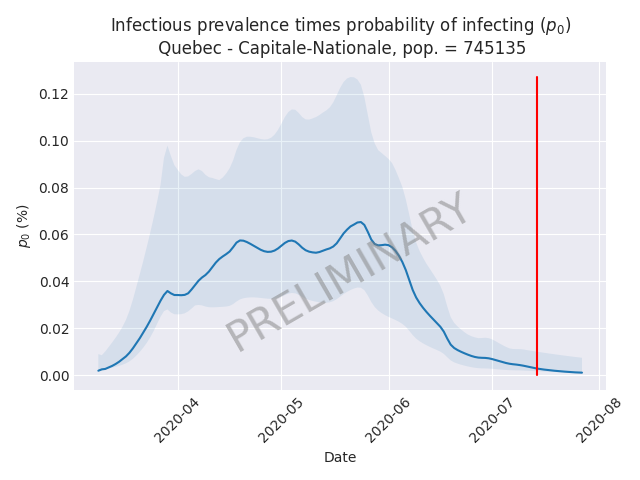 Infectious prevalence times probability of infecting (p₀)
Quebec - Capitale-Nationale, pop. = 745135
0.12
0.10
0.08
0.06
0.04
0.02
0.00
p₀ (%)
PRELIMINARY
2020-04
2020-05
2020-06
2020-07
2020-08
Date